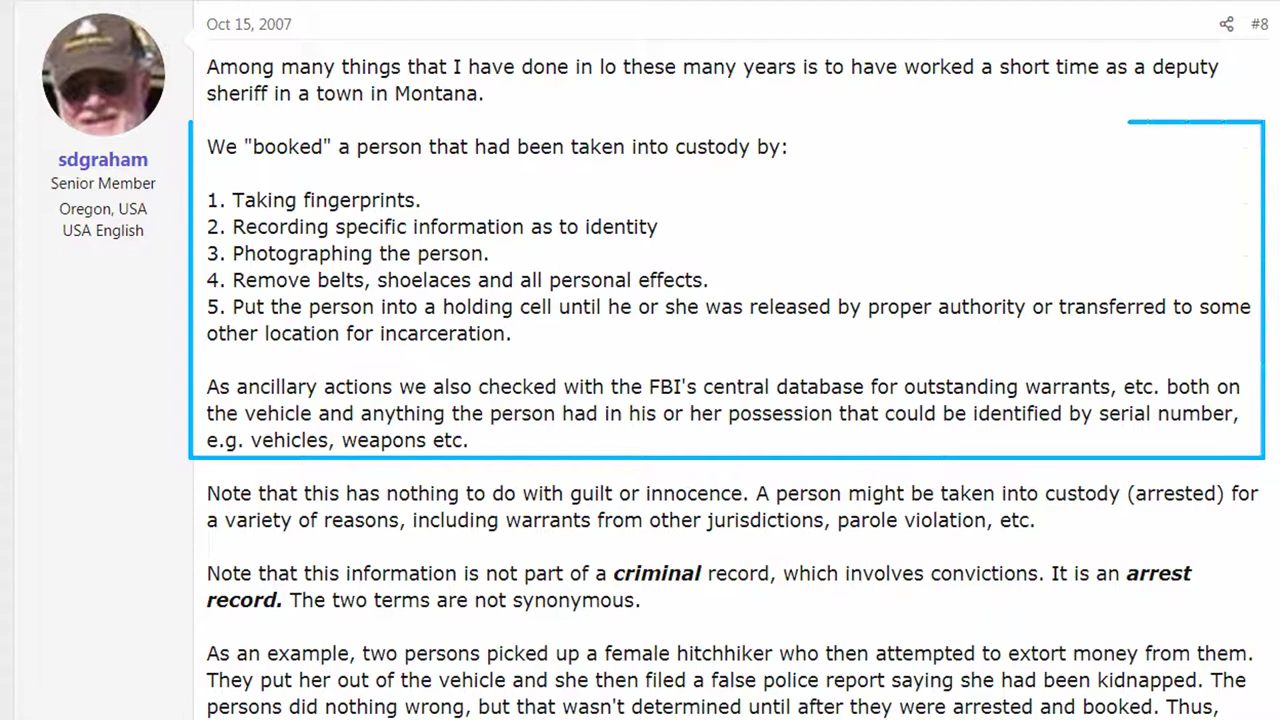 Oct 15, 2007
#8
sdgraham
Senior Member
Oregon, USA
USA English
Among many things that I have done in lo these many years is to have worked a short time as a deputy
sheriff in a town in Montana.
We "booked" a person that had been taken into custody by:
1. Taking fingerprints.
2. Recording specific information as to identity
3. Photographing the person.
4. Remove belts, shoelaces and all personal effects.
5. Put the person into a holding cell until he or she was released by proper authority or transferred to some
other location for incarceration.
As ancillary actions we also checked with the FBI's central database for outstanding warrants, etc. both on
the vehicle and anything the person had in his or her possession that could be identified by serial number,
e.g. vehicles, weapons etc.
Note that this has nothing to do with guilt or innocence. A person might be taken into custody (arrested) for
a variety of reasons, including warrants from other jurisdictions, parole violation, etc.
Note that this information is not part of a criminal record, which involves convictions. It is an arrest
record. The two terms are not synonymous.
As an example, two persons picked up a female hitchhiker who then attempted to extort money from them.
They put her out of the vehicle and she then filed a false police report saying she had been kidnapped. The
persons did nothing wrong, but that wasn't determined until after they were arrested and booked. Thus,